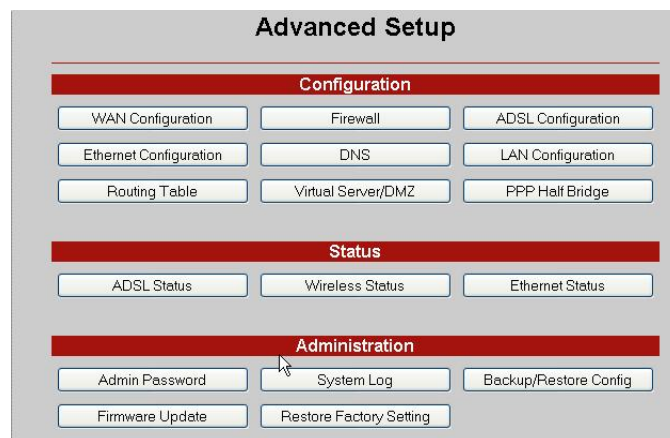 Advanced Setup
Configuration
WAN Configuration
Firewall
ADSL Configuration
Ethernet Configuration
DNS
LAN Configuration
Routing Table
Virtual Server/DMZ
PPP Half Bridge
Status
ADSL Status
Wireless Status
Ethernet Status
Administration
Admin Password
System Log
Backup/Restore Config
Firmware Update
Restore Factory Setting